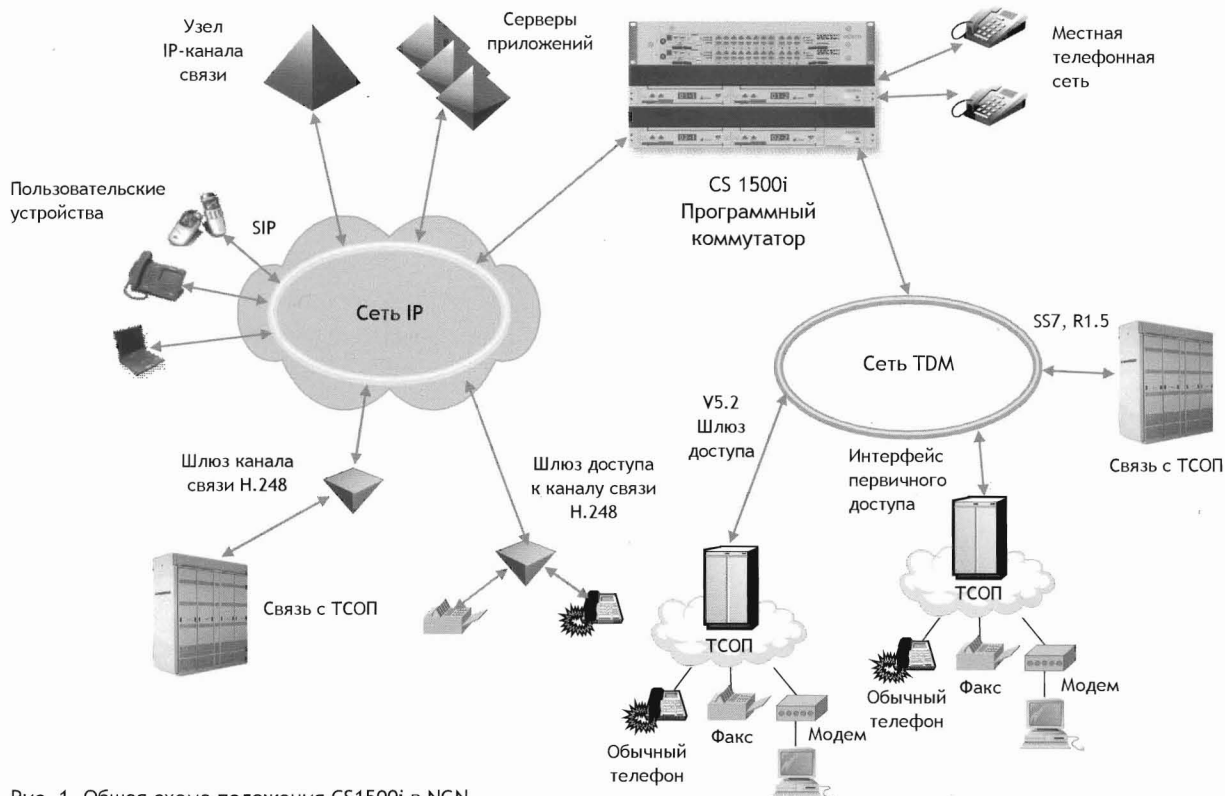 Узел
IP-канала
связи
Серверы
приложений
Местная
телефонная
сеть
Пользовательские
устройства
SIP
CS 1500i
Программный
коммутатор
Сеть IP
Сеть TDM
SS7, R1.5
Связь с ТСОП
V5.2
Шлюз
доступа
Интерфейс
первичного
доступа
Шлюз канала
связи H.248
Шлюз доступа
к каналу связи
H.248
Связь с ТСОП
ТСОП
Обычный
телефон
Факс
Модем
ТСОП
Обычный
телефон
Факс
Модем
Рис. 1. Общая схема положения CS1500i в NGN